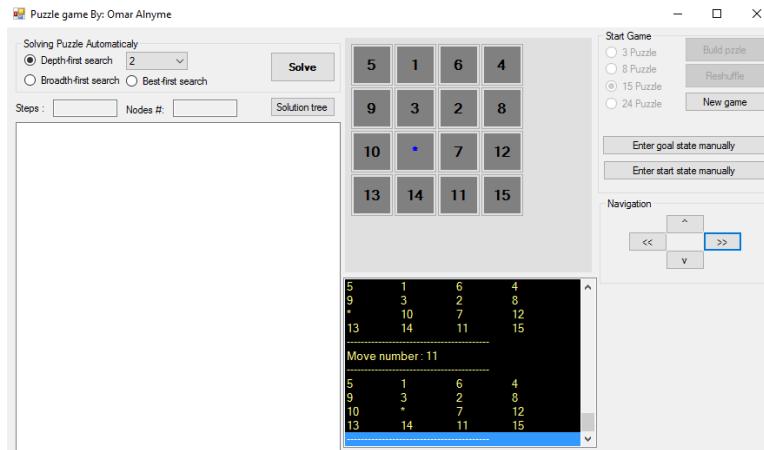 Puzzle game By: Omar Alnyme
Solving Puzzle Automaticaly
Depth-first search 2
Solve
Broadth-first search Best-first search
Steps : Nodes #: Solution tree
5 1 6 4
9 3 2 8
10 * 7 12
13 14 11 15
5 1 6 4
9 3 2 8
* 10 7 12
13 14 11 15
--------------------------------------------
Move number : 11
--------------------------------------------
5 1 6 4
9 3 2 8
10 * 7 12
13 14 11 15
--------------------------------------------
Start Game
3 Puzzle Build pzzle
8 Puzzle Reshuffle
15 Puzzle
24 Puzzle New game
Enter goal state manually
Enter start state manually
Navigation
^
<< >>
v